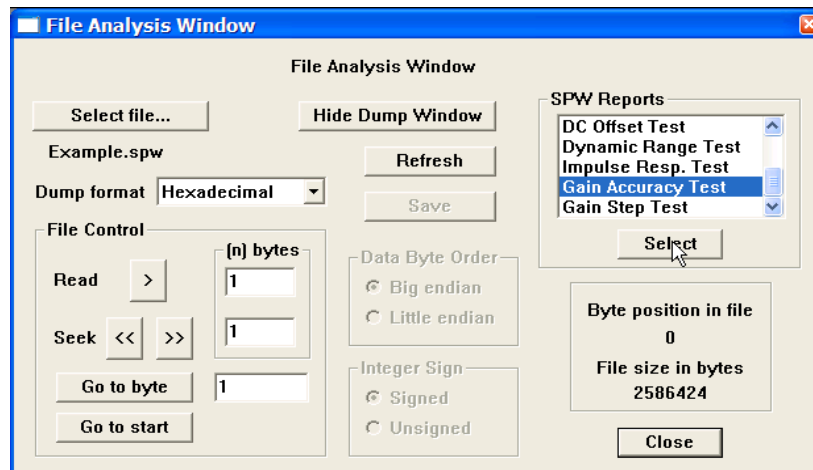 File Analysis Window
File Analysis Window
Select file...
Hide Dump Window
Example.spw
Refresh
Dump format Hexadecimal
Save
SPW Reports
DC Offset Test
Dynamic Range Test
Impulse Resp. Test
Gain Accuracy Test
Gain Step Test
Select
File Control
(n) bytes
Read > 1
Seek << >> 1
Go to byte 1
Go to start
Data Byte Order
Big endian
Little endian
Integer Sign
Signed
Unsigned
Byte position in file
0
File size in bytes
2586424
Close